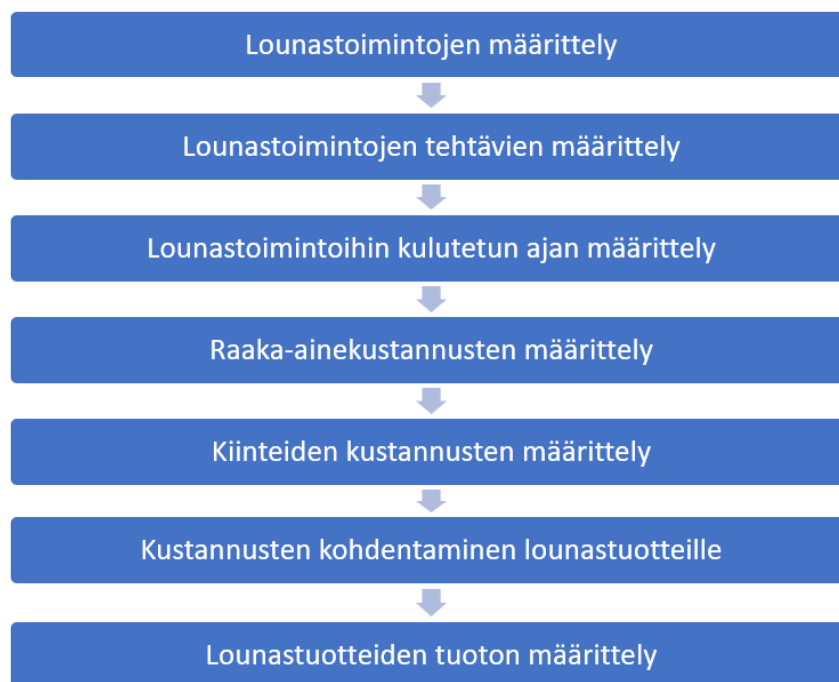 Lounastoimintojen määrittely
Lounastoimintojen tehtävien määrittely
Lounastoimintoihin kulutetun ajan määrittely
Raaka-ainekustannusten määrittely
Kiinteiden kustannusten määrittely
Kustannusten kohdentaminen lounastuotteille
Lounastuotteiden tuoton määrittely